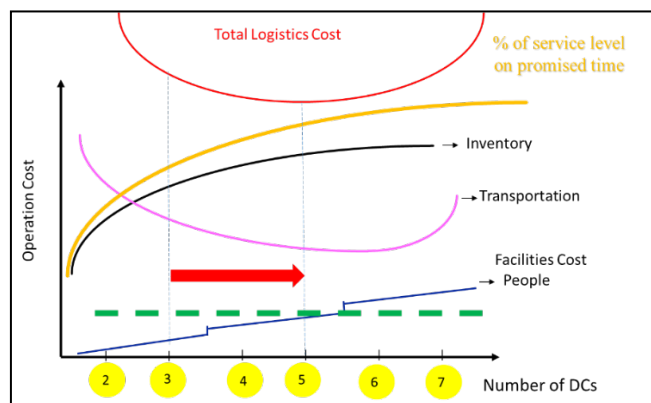 Total Logistics Cost
% of service level
on promised time
Operation Cost
Inventory
Transportation
Facilities Cost
People
2
3
4
5
6
7
Number of DCs